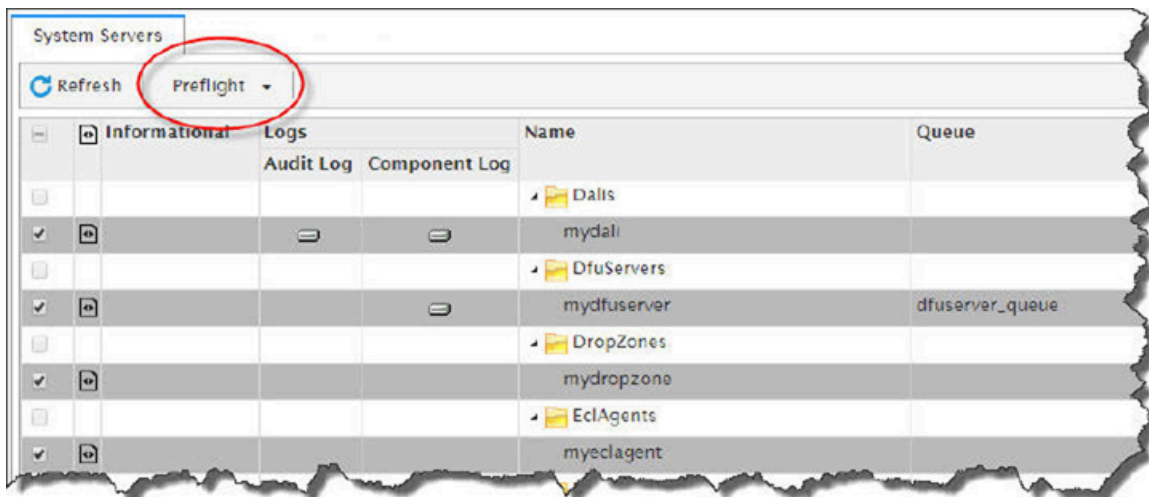 System Servers
Refresh Preflight
Informational Logs Name Queue
Audit Log Component Log
Dalis
mydali
DfuServers
mydfuserver dfuserver_queue
DropZones
mydropzone
EclAgents
myeclagent